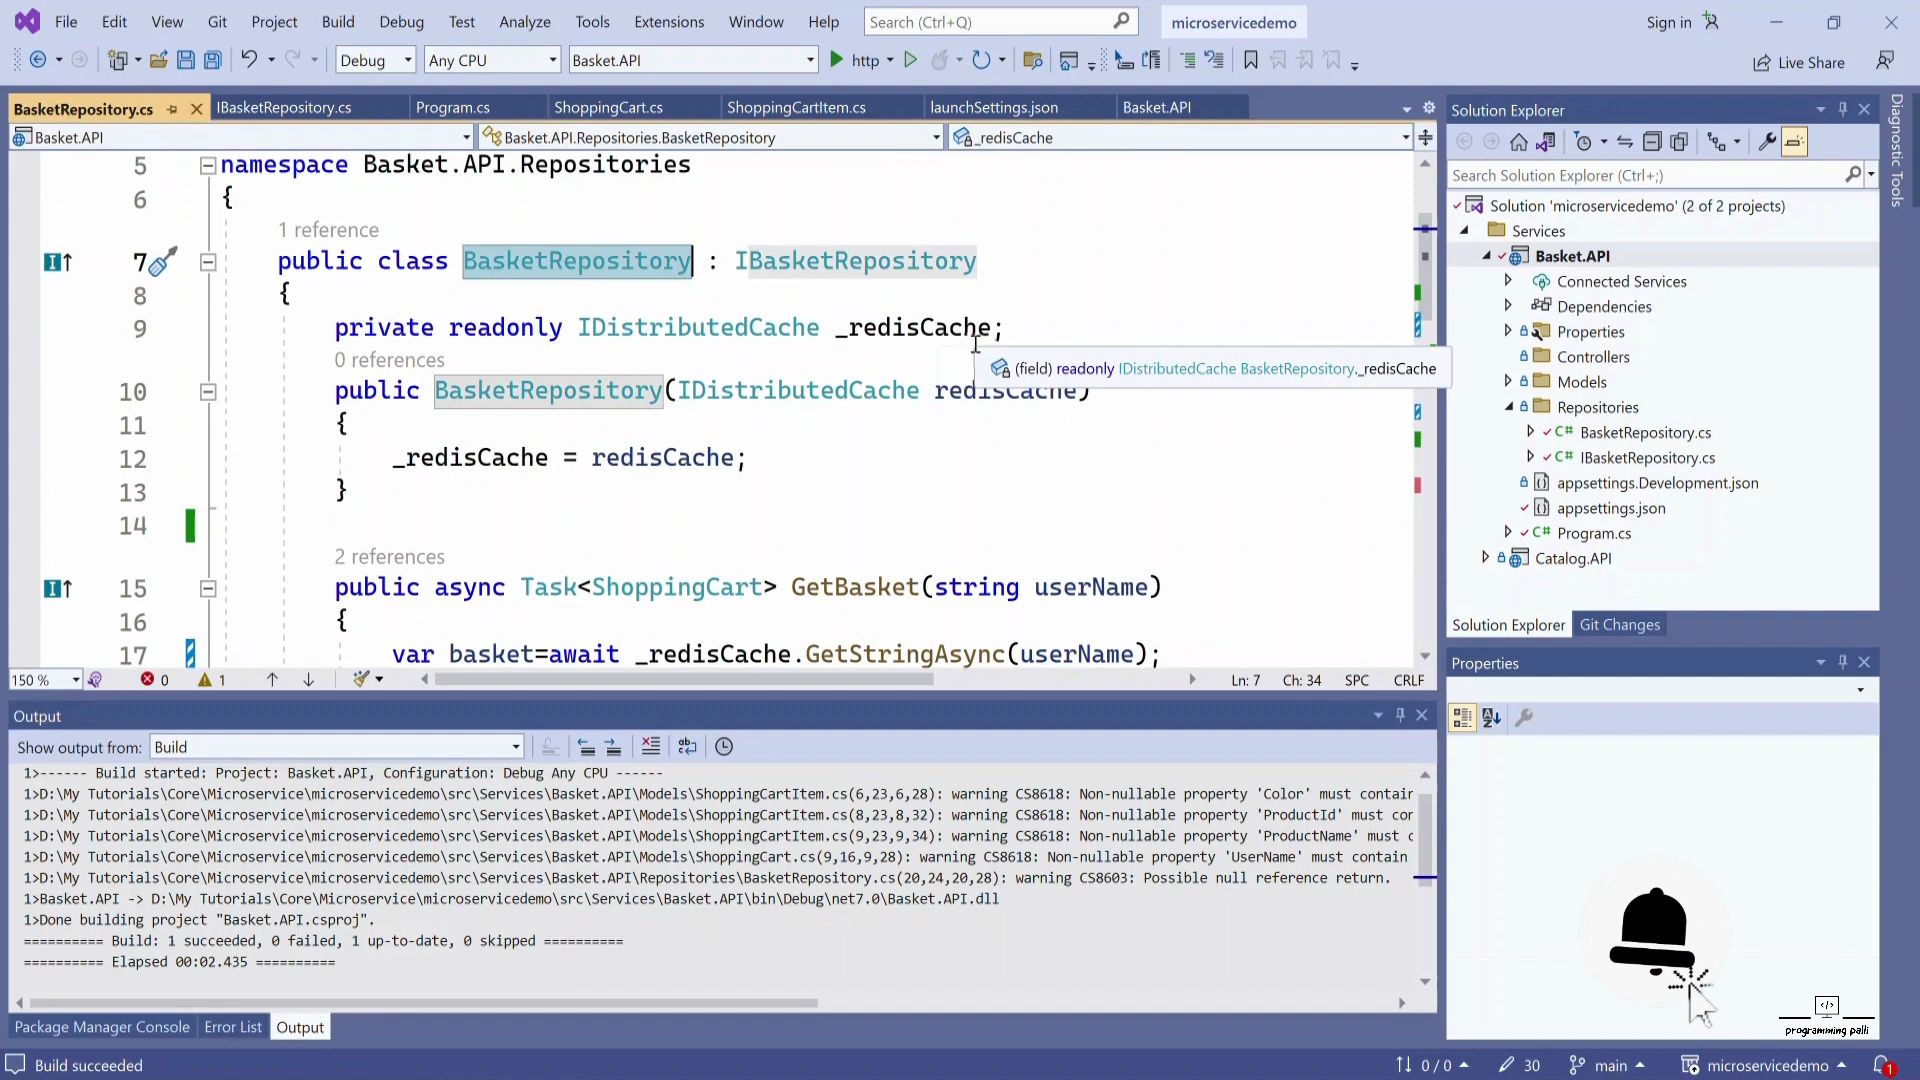 File Edit View Git Project Build Debug Test Analyze Tools Extensions Window Help Search (Ctrl+Q) microservicedemo Sign in
Debug Any CPU Basket.API http Live Share
BasketRepository.cs IBasketRepository.cs Program.cs ShoppingCart.cs ShoppingCartItem.cs launchSettings.json Basket.API
Basket.API Basket.API.Repositories.BasketRepository _redisCache
5 namespace Basket.API.Repositories
6 {
1 reference
7 public class BasketRepository : IBasketRepository
8 {
9 private readonly IDistributedCache _redisCache;
0 references
(field) readonly IDistributedCache BasketRepository._redisCache
10 public BasketRepository(IDistributedCache redisCache)
11 {
12 _redisCache = redisCache;
13 }
14
2 references
15 public async Task<ShoppingCart> GetBasket(string userName)
16 {
17 var basket=await _redisCache.GetStringAsync(userName);
150 % 0 1 Ln: 7 Ch: 34 SPC CRLF
Output
Show output from: Build
1>------ Build started: Project: Basket.API, Configuration: Debug Any CPU ------
1>D:\My Tutorials\Core\Microservice\microservicedemo\src\Services\Basket.API\Models\ShoppingCartItem.cs(6,23,6,28): warning CS8618: Non-nullable property 'Color' must contain
1>D:\My Tutorials\Core\Microservice\microservicedemo\src\Services\Basket.API\Models\ShoppingCartItem.cs(8,23,8,32): warning CS8618: Non-nullable property 'ProductId' must con
1>D:\My Tutorials\Core\Microservice\microservicedemo\src\Services\Basket.API\Models\ShoppingCartItem.cs(9,23,9,34): warning CS8618: Non-nullable property 'ProductName' must c
1>D:\My Tutorials\Core\Microservice\microservicedemo\src\Services\Basket.API\Models\ShoppingCart.cs(9,16,9,28): warning CS8618: Non-nullable property 'UserName' must contain
1>D:\My Tutorials\Core\Microservice\microservicedemo\src\Services\Basket.API\Repositories\BasketRepository.cs(20,24,20,28): warning CS8603: Possible null reference return.
1>Basket.API -> D:\My Tutorials\Core\Microservice\microservicedemo\src\Services\Basket.API\bin\Debug\net7.0\Basket.API.dll
1>Done building project "Basket.API.csproj".
========== Build: 1 succeeded, 0 failed, 1 up-to-date, 0 skipped ==========
========== Elapsed 00:02.435 ==========
Package Manager Console Error List Output
Solution Explorer
Search Solution Explorer (Ctrl+;)
Solution 'microservicedemo' (2 of 2 projects)
Services
Basket.API
Connected Services
Dependencies
Properties
Controllers
Models
Repositories
C# BasketRepository.cs
C# IBasketRepository.cs
appsettings.Development.json
appsettings.json
C# Program.cs
Catalog.API
Solution Explorer Git Changes
Properties
Diagnostic Tools
programming palli
Build succeeded 0 / 0 30 main microservicedemo 1